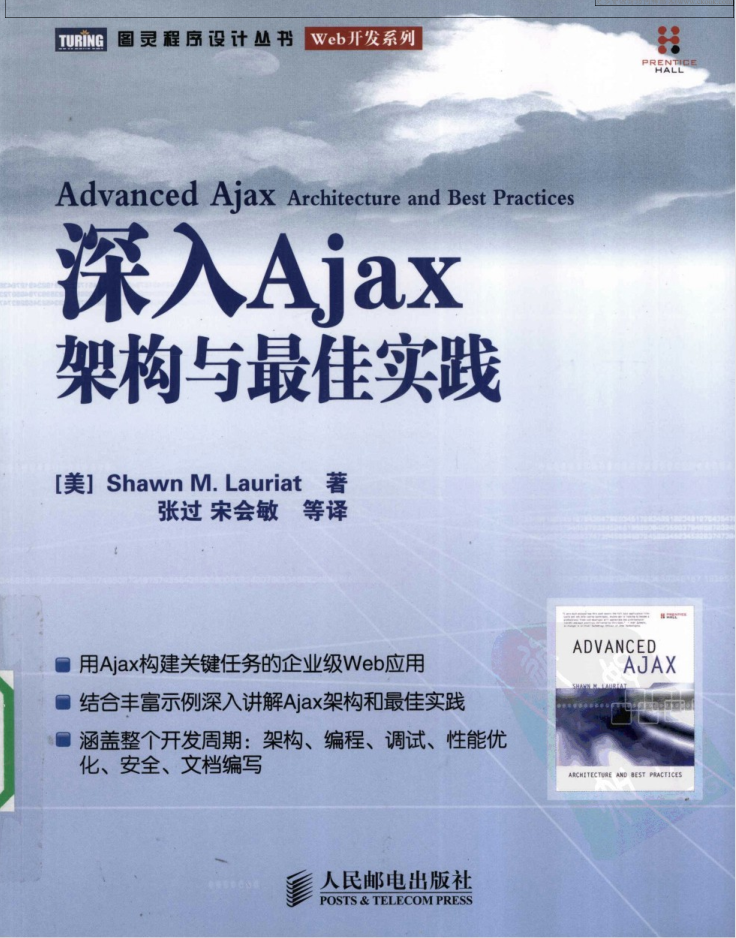 TURING 图灵程序设计丛书 Web开发系列
PRENTICE
HALL
Advanced Ajax Architecture and Best Practices
深入Ajax
架构与最佳实践
[美] Shawn M. Lauriat 著
张过 宋会敏 等译
用Ajax构建关键任务的企业级Web应用
结合丰富示例深入讲解Ajax架构和最佳实践
涵盖整个开发周期：架构、编程、调试、性能优
化、安全、文档编写
PRENTICE
HALL
ADVANCED
AJAX
SHAWN M. LAURIAT
ARCHITECTURE AND BEST PRACTICES
人民邮电出版社
POSTS & TELECOM PRESS